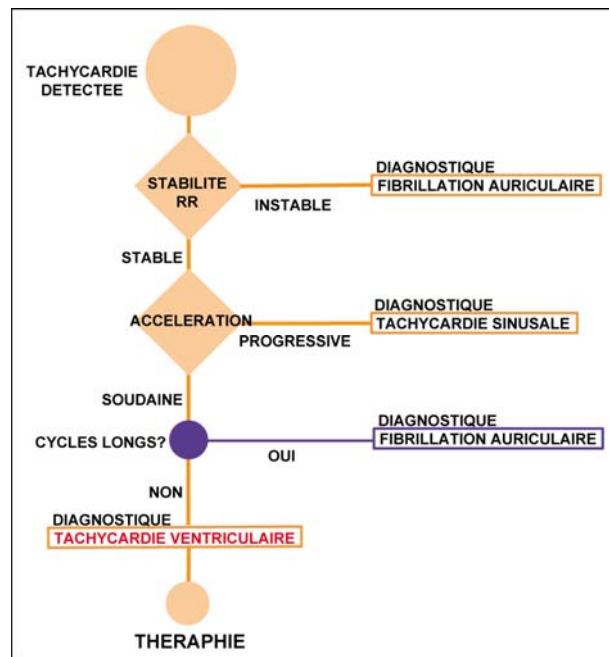 TACHYCARDIE
DETECTEE
STABILITE
RR
INSTABLE
DIAGNOSTIQUE
FIBRILLATION AURICULAIRE
STABLE
ACCELERATION
PROGRESSIVE
DIAGNOSTIQUE
TACHYCARDIE SINUSALE
SOUDAINE
CYCLES LONGS?
OUI
DIAGNOSTIQUE
FIBRILLATION AURICULAIRE
NON
DIAGNOSTIQUE
TACHYCARDIE VENTRICULAIRE
THERAPHIE